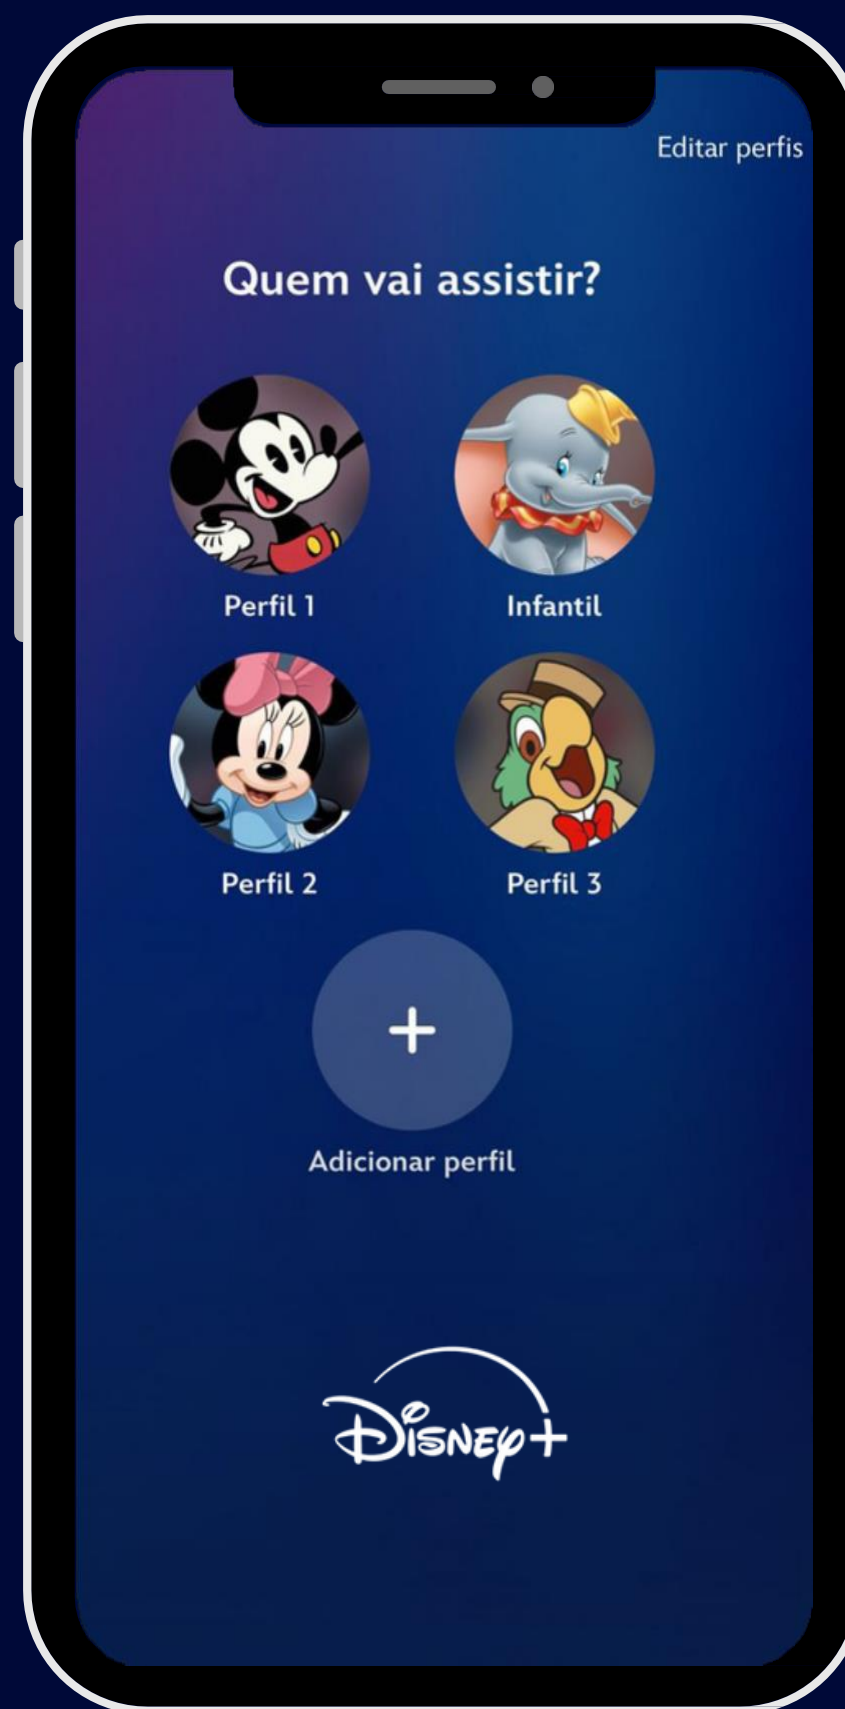 Editar perfis
Quem vai assistir?
Perfil 1
Infantil
Perfil 2
Perfil 3
Adicionar perfil
Disney+